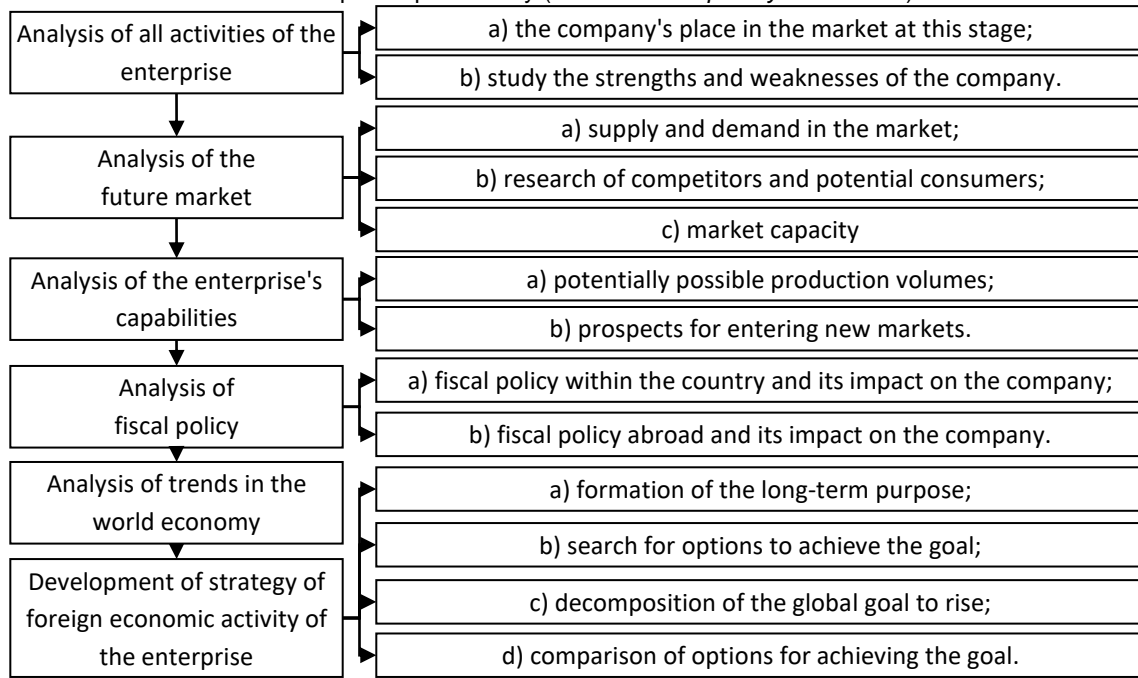 Analysis of all activities of the
enterprise
a) the company's place in the market at this stage;
b) study the strengths and weaknesses of the company.
Analysis of the
future market
a) supply and demand in the market;
b) research of competitors and potential consumers;
c) market capacity
Analysis of the enterprise's
capabilities
a) potentially possible production volumes;
b) prospects for entering new markets.
Analysis of
fiscal policy
a) fiscal policy within the country and its impact on the company;
b) fiscal policy abroad and its impact on the company.
Analysis of trends in the
world economy
Development of strategy of
foreign economic activity of
the enterprise
a) formation of the long-term purpose;
b) search for options to achieve the goal;
c) decomposition of the global goal to rise;
d) comparison of options for achieving the goal.